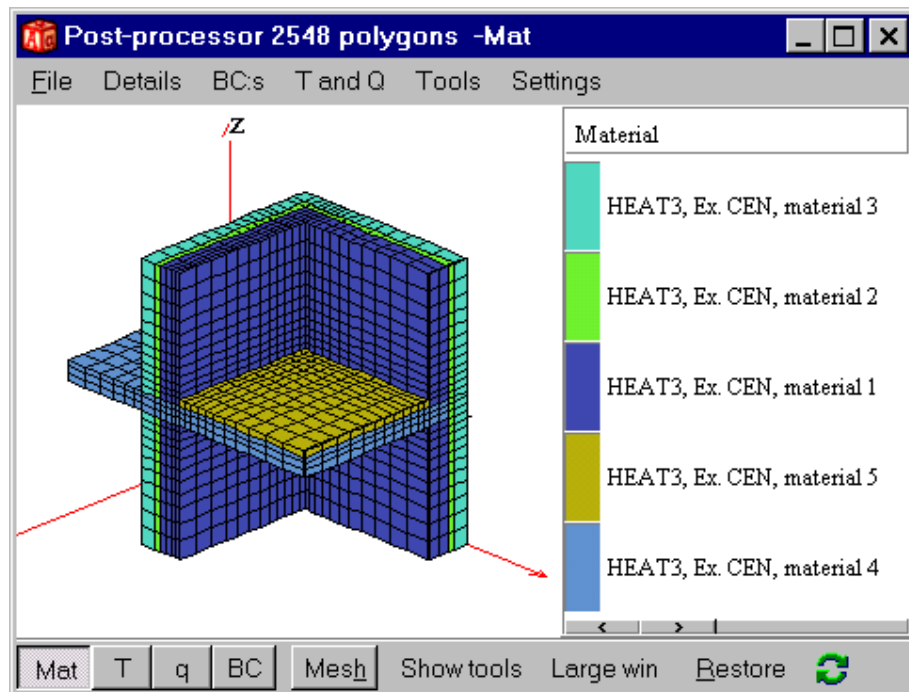 Post-processor 2548 polygons -Mat
File Details BC:s T and Q Tools Settings
Z
Material
HEAT3, Ex. CEN, material 3
HEAT3, Ex. CEN, material 2
HEAT3, Ex. CEN, material 1
HEAT3, Ex. CEN, material 5
HEAT3, Ex. CEN, material 4
Mat T q BC Mesh Show tools Large win Restore